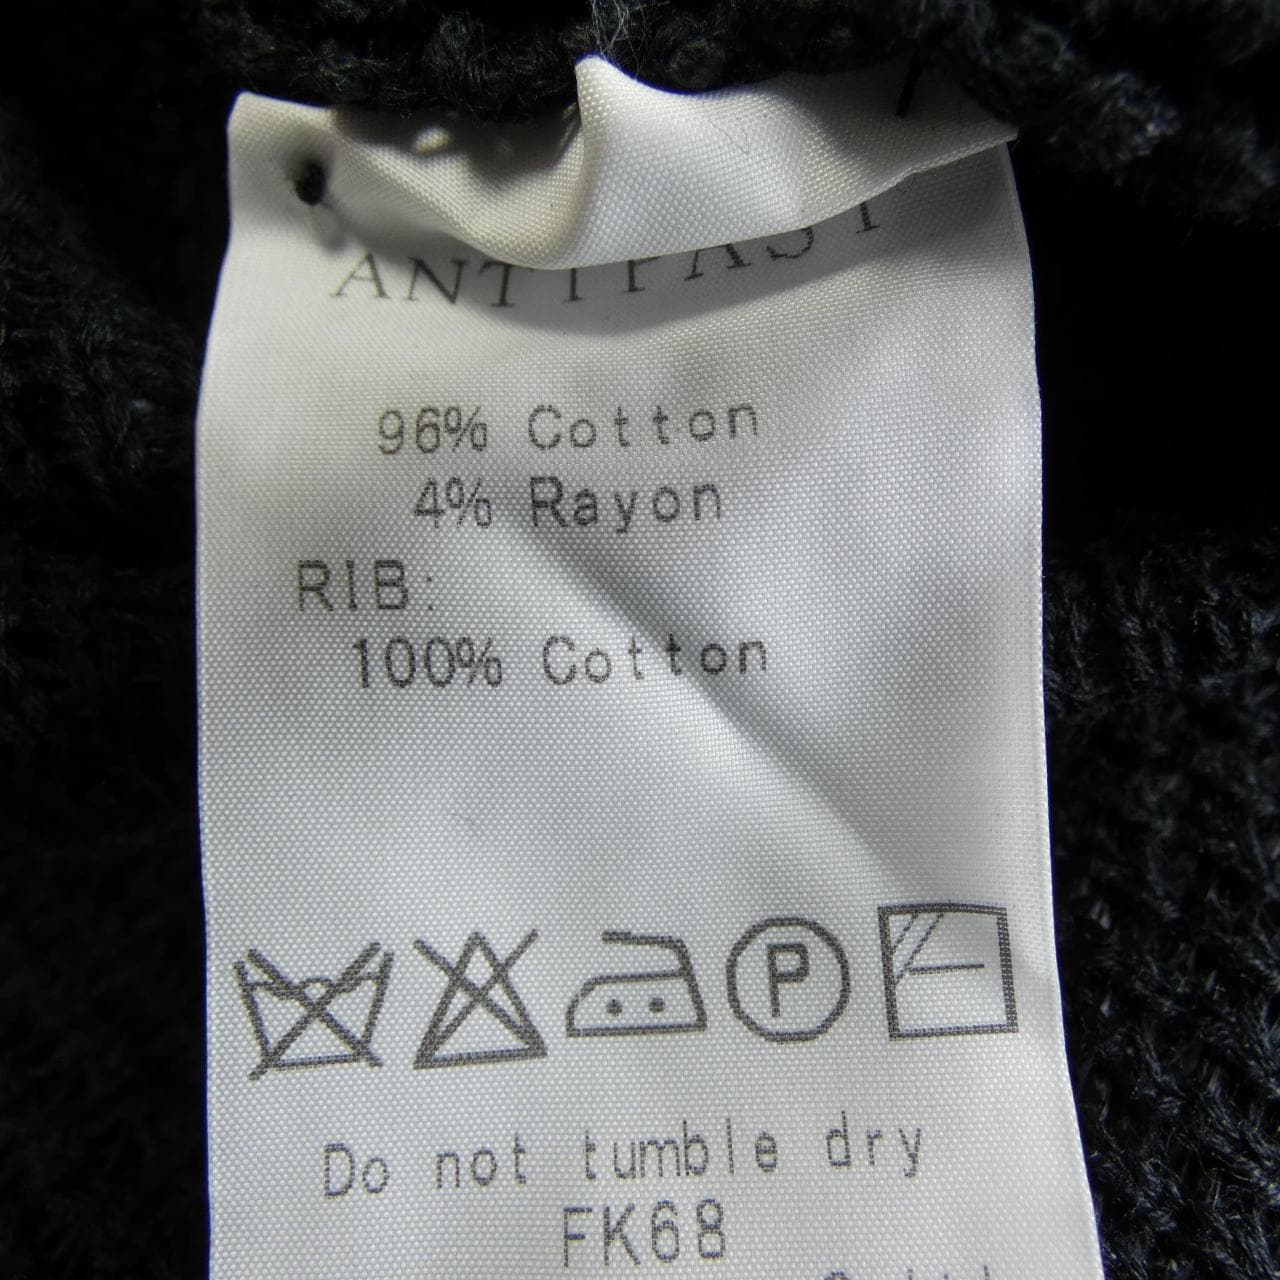 ANTIPAST
96% Cotton
4% Rayon
RIB:
100% Cotton
P
Do not tumble dry
FK68